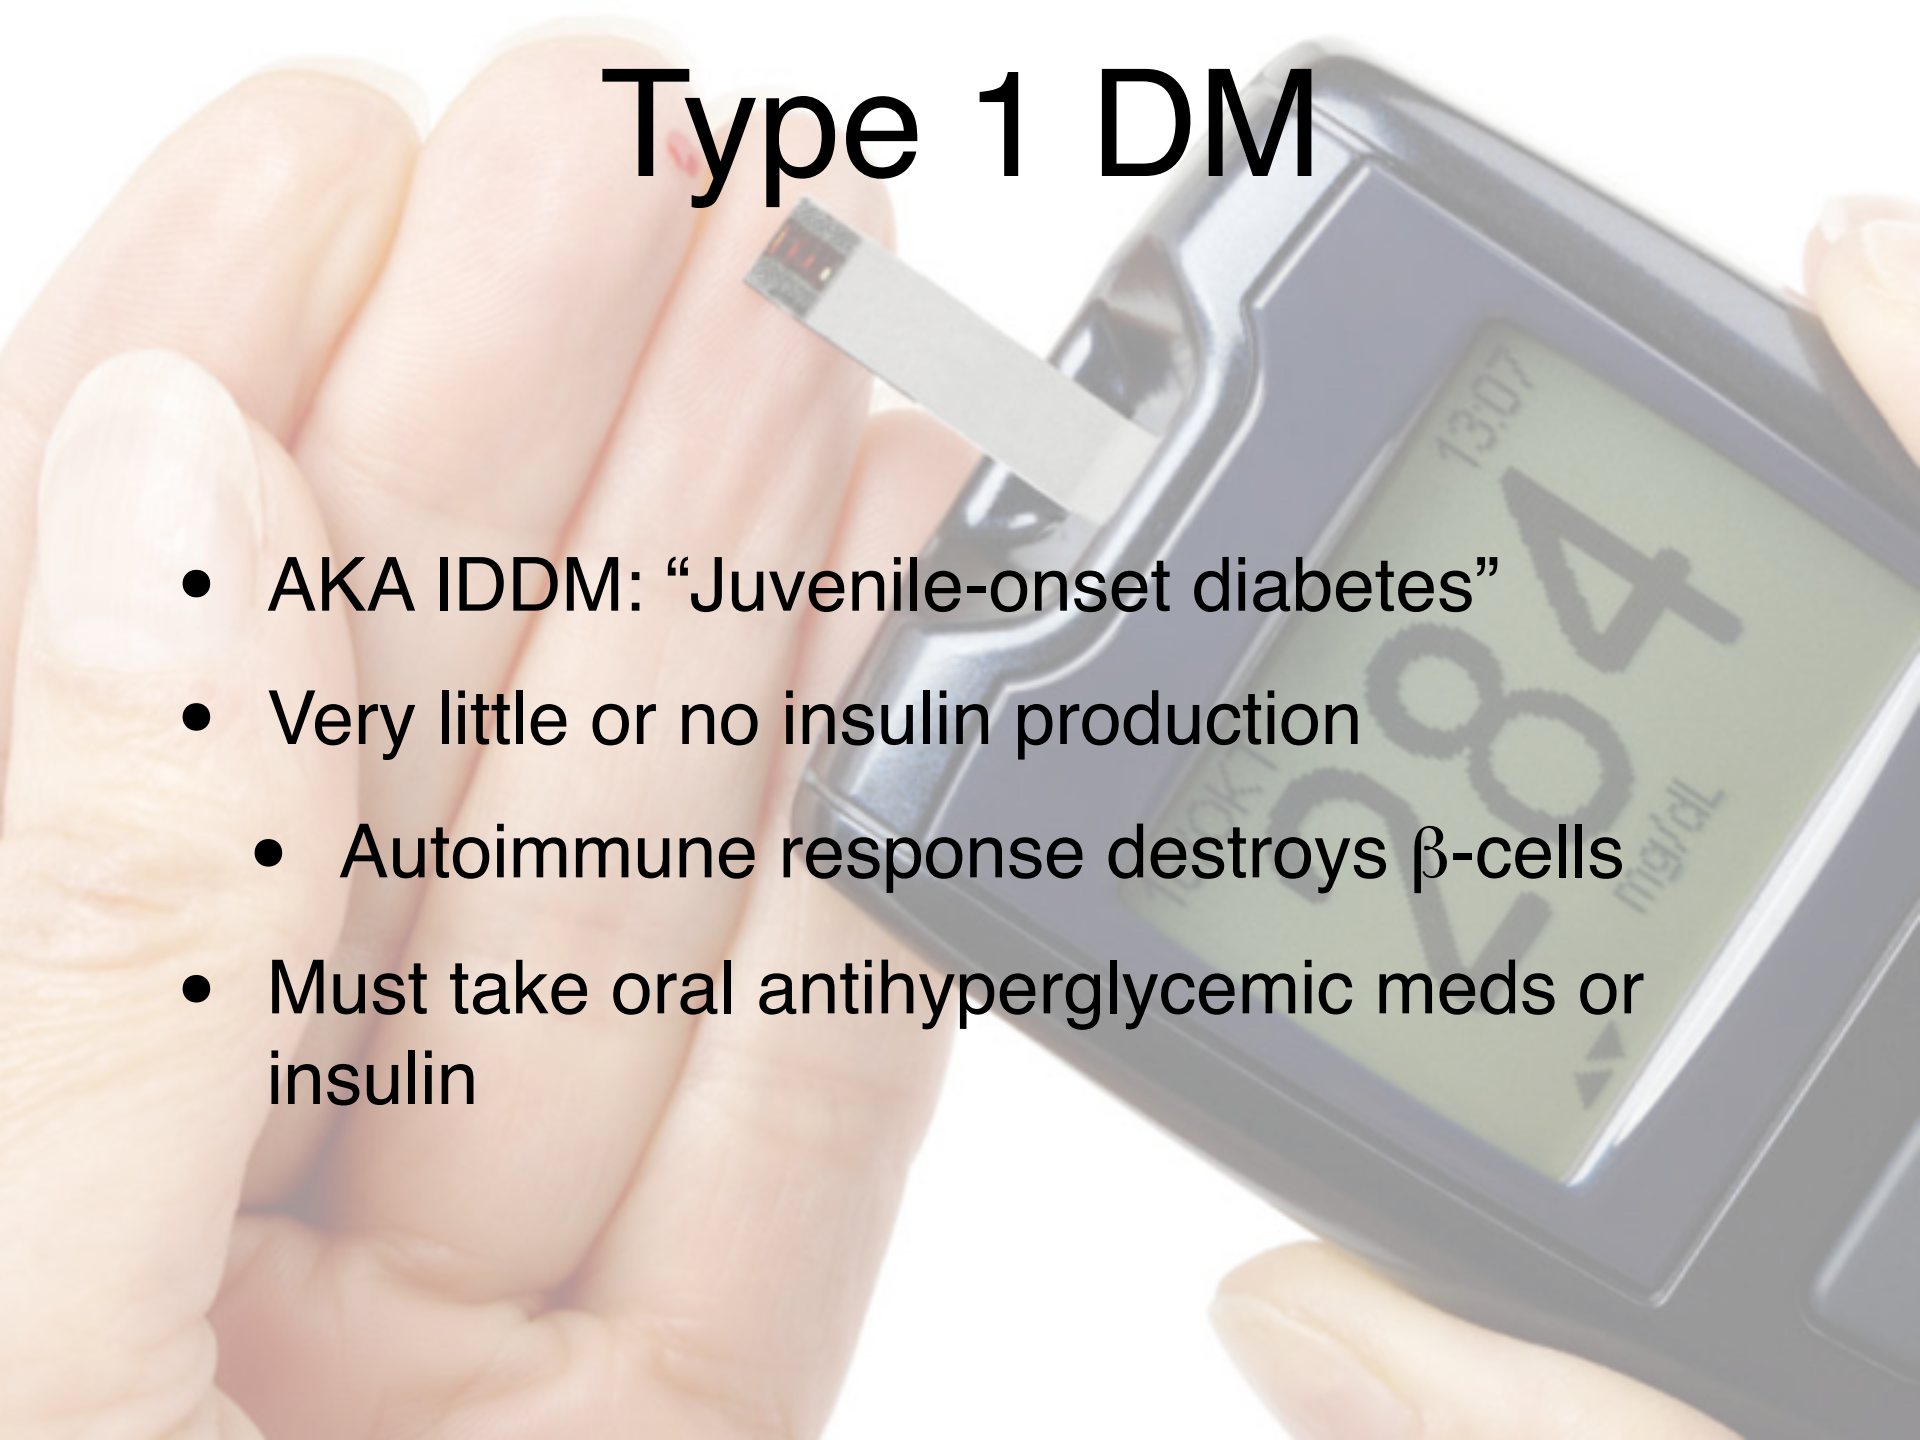 Type 1 DM
13:07
284
mg/dL
• AKA IDDM: “Juvenile-onset diabetes”
• Very little or no insulin production
• Autoimmune response destroys β-cells
• Must take oral antihyperglycemic meds or
insulin